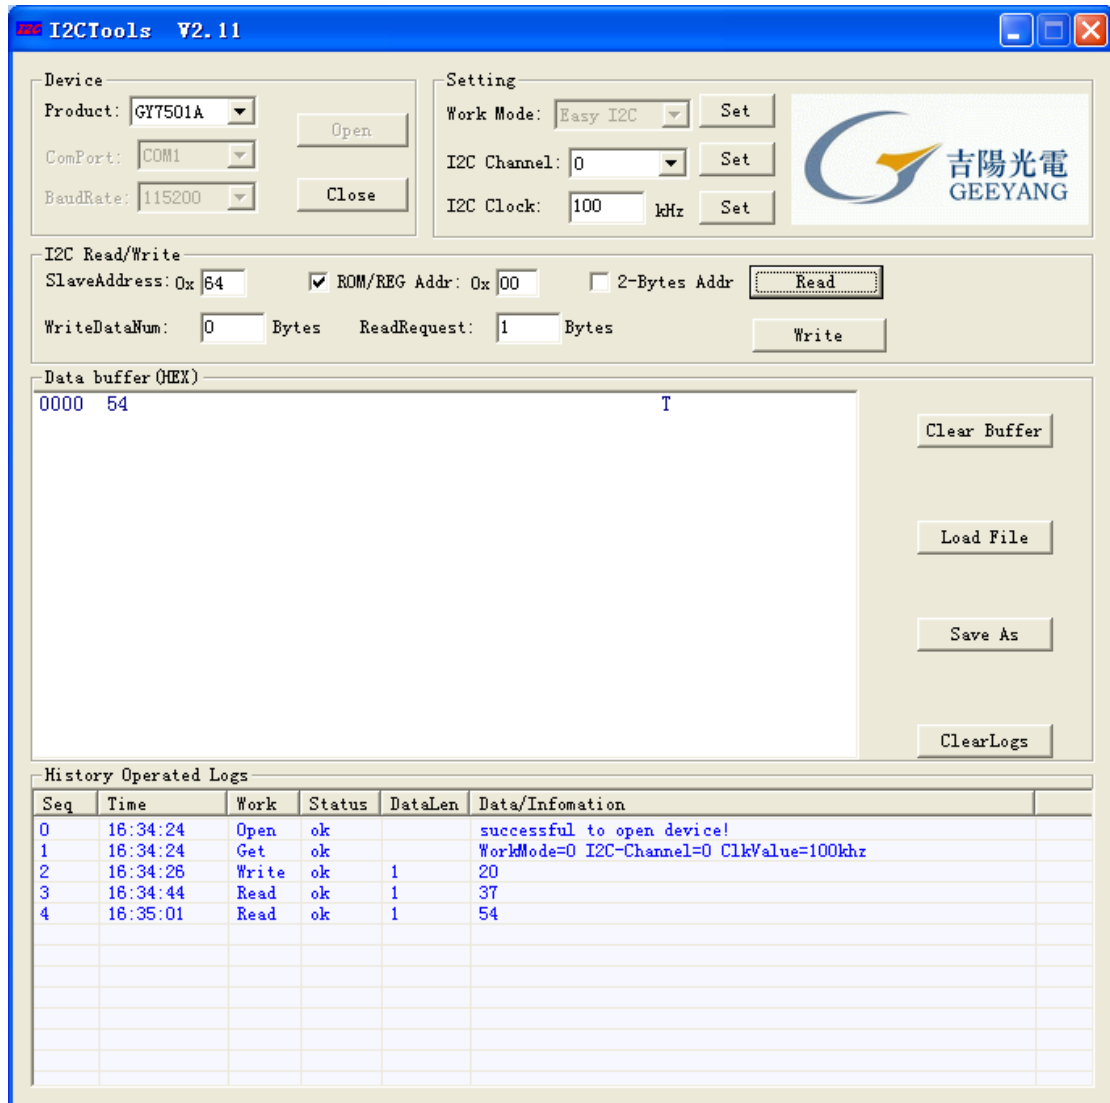 I2C I2CTools V2.11
Device
Product: GY7501A
Open
ComPort: COM1
BaudRate: 115200
Close
Setting
Work Mode: Easy I2C Set
I2C Channel: 0 Set
I2C Clock: 100 kHz Set
吉陽光電
GEEYANG
I2C Read/Write
SlaveAddress: 0x 64 ROM/REG Addr: 0x 00 2-Bytes Addr Read
WriteDataNum: 0 Bytes ReadRequest: 1 Bytes Write
Data buffer(HEX)
0000 54 T
Clear Buffer
Load File
Save As
ClearLogs
History Operated Logs
Seq Time Work Status DataLen Data/Infomation
0 16:34:24 Open ok successful to open device!
1 16:34:24 Get ok WorkMode=0 I2C-Channel=0 ClkValue=100khz
2 16:34:26 Write ok 1 20
3 16:34:44 Read ok 1 37
4 16:35:01 Read ok 1 54